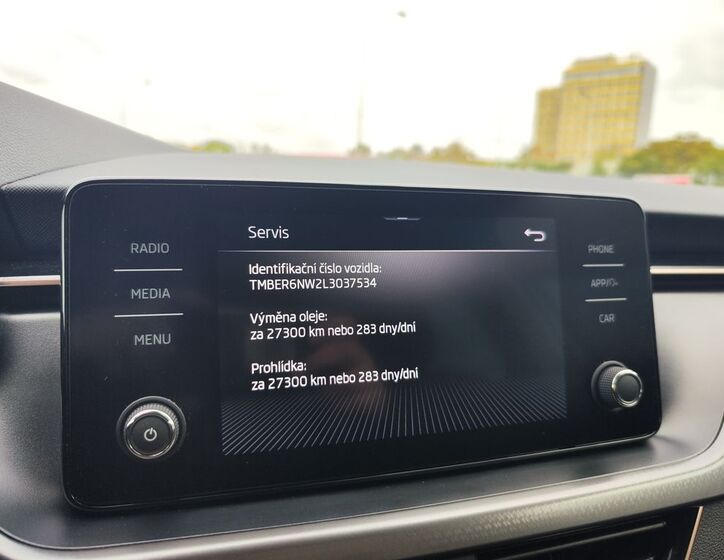 RADIO
MEDIA
MENU
Servis
Identifikační číslo vozidla:
TMBER6NW2L3037534
Výměna oleje:
za 27300 km nebo 283 dny/dní
Prohlídka:
za 27300 km nebo 283 dny/dní
PHONE
CAR